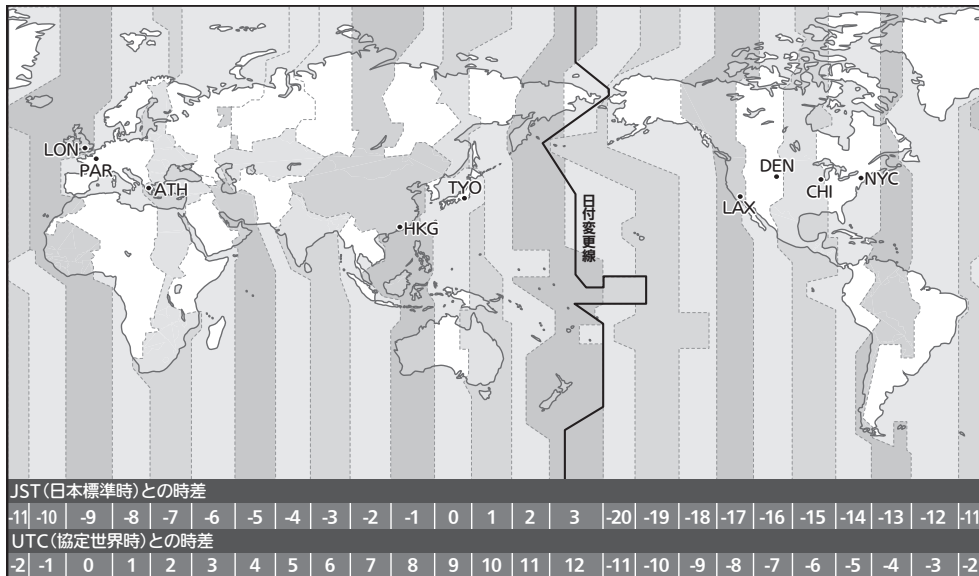 LON
PAR
ATH
TYO
HKG
日付変更線
DEN
CHI
NYC
LAX
JST(日本標準時)との時差
-11 -10 -9 -8 -7 -6 -5 -4 -3 -2 -1 0 1 2 3 -20 -19 -18 -17 -16 -15 -14 -13 -12 -11
UTC(協定世界時)との時差
-2 -1 0 1 2 3 4 5 6 7 8 9 10 11 12 -11 -10 -9 -8 -7 -6 -5 -4 -3 -2